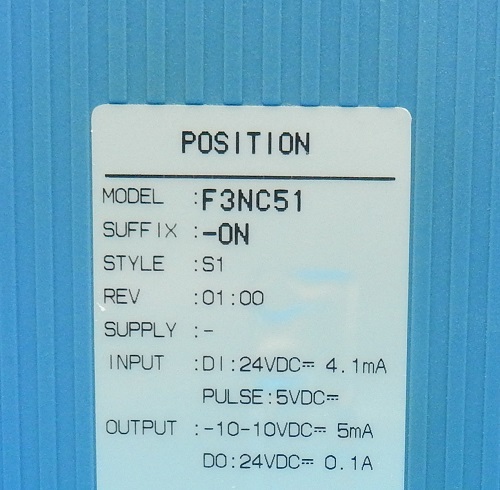 POSITION
MODEL :F3NC51
SUFFIX :-0N
STYLE :S1
REV :01:00
SUPPLY :-
INPUT :DI:24VDC⎓ 4.1mA
PULSE:5VDC⎓
OUTPUT :-10-10VDC⎓ 5mA
DO:24VDC⎓ 0.1A